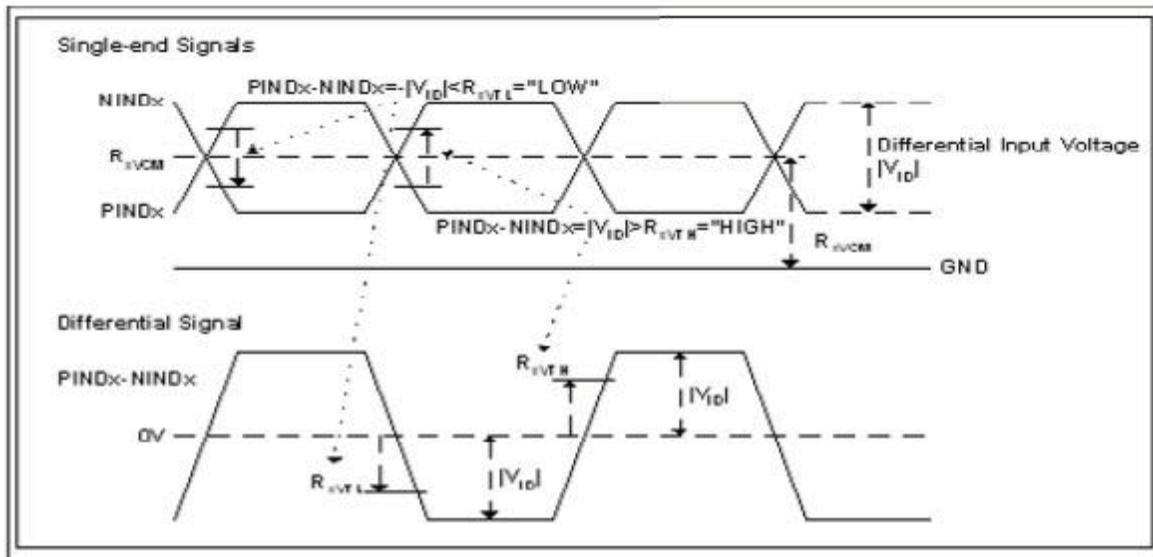 Single-end Signals
PINDx-NINDx=-|VID|<RxVTL="LOW"
NINDx
RxVCM
Differential Input Voltage
|VID|
PINDx
PINDx-NINDx=|VID|>RxVTH="HIGH"
RxVCM
GND
Differential Signal
RxVTH
PINDx-NINDx
|VID|
0V
RxVTL
|VID|